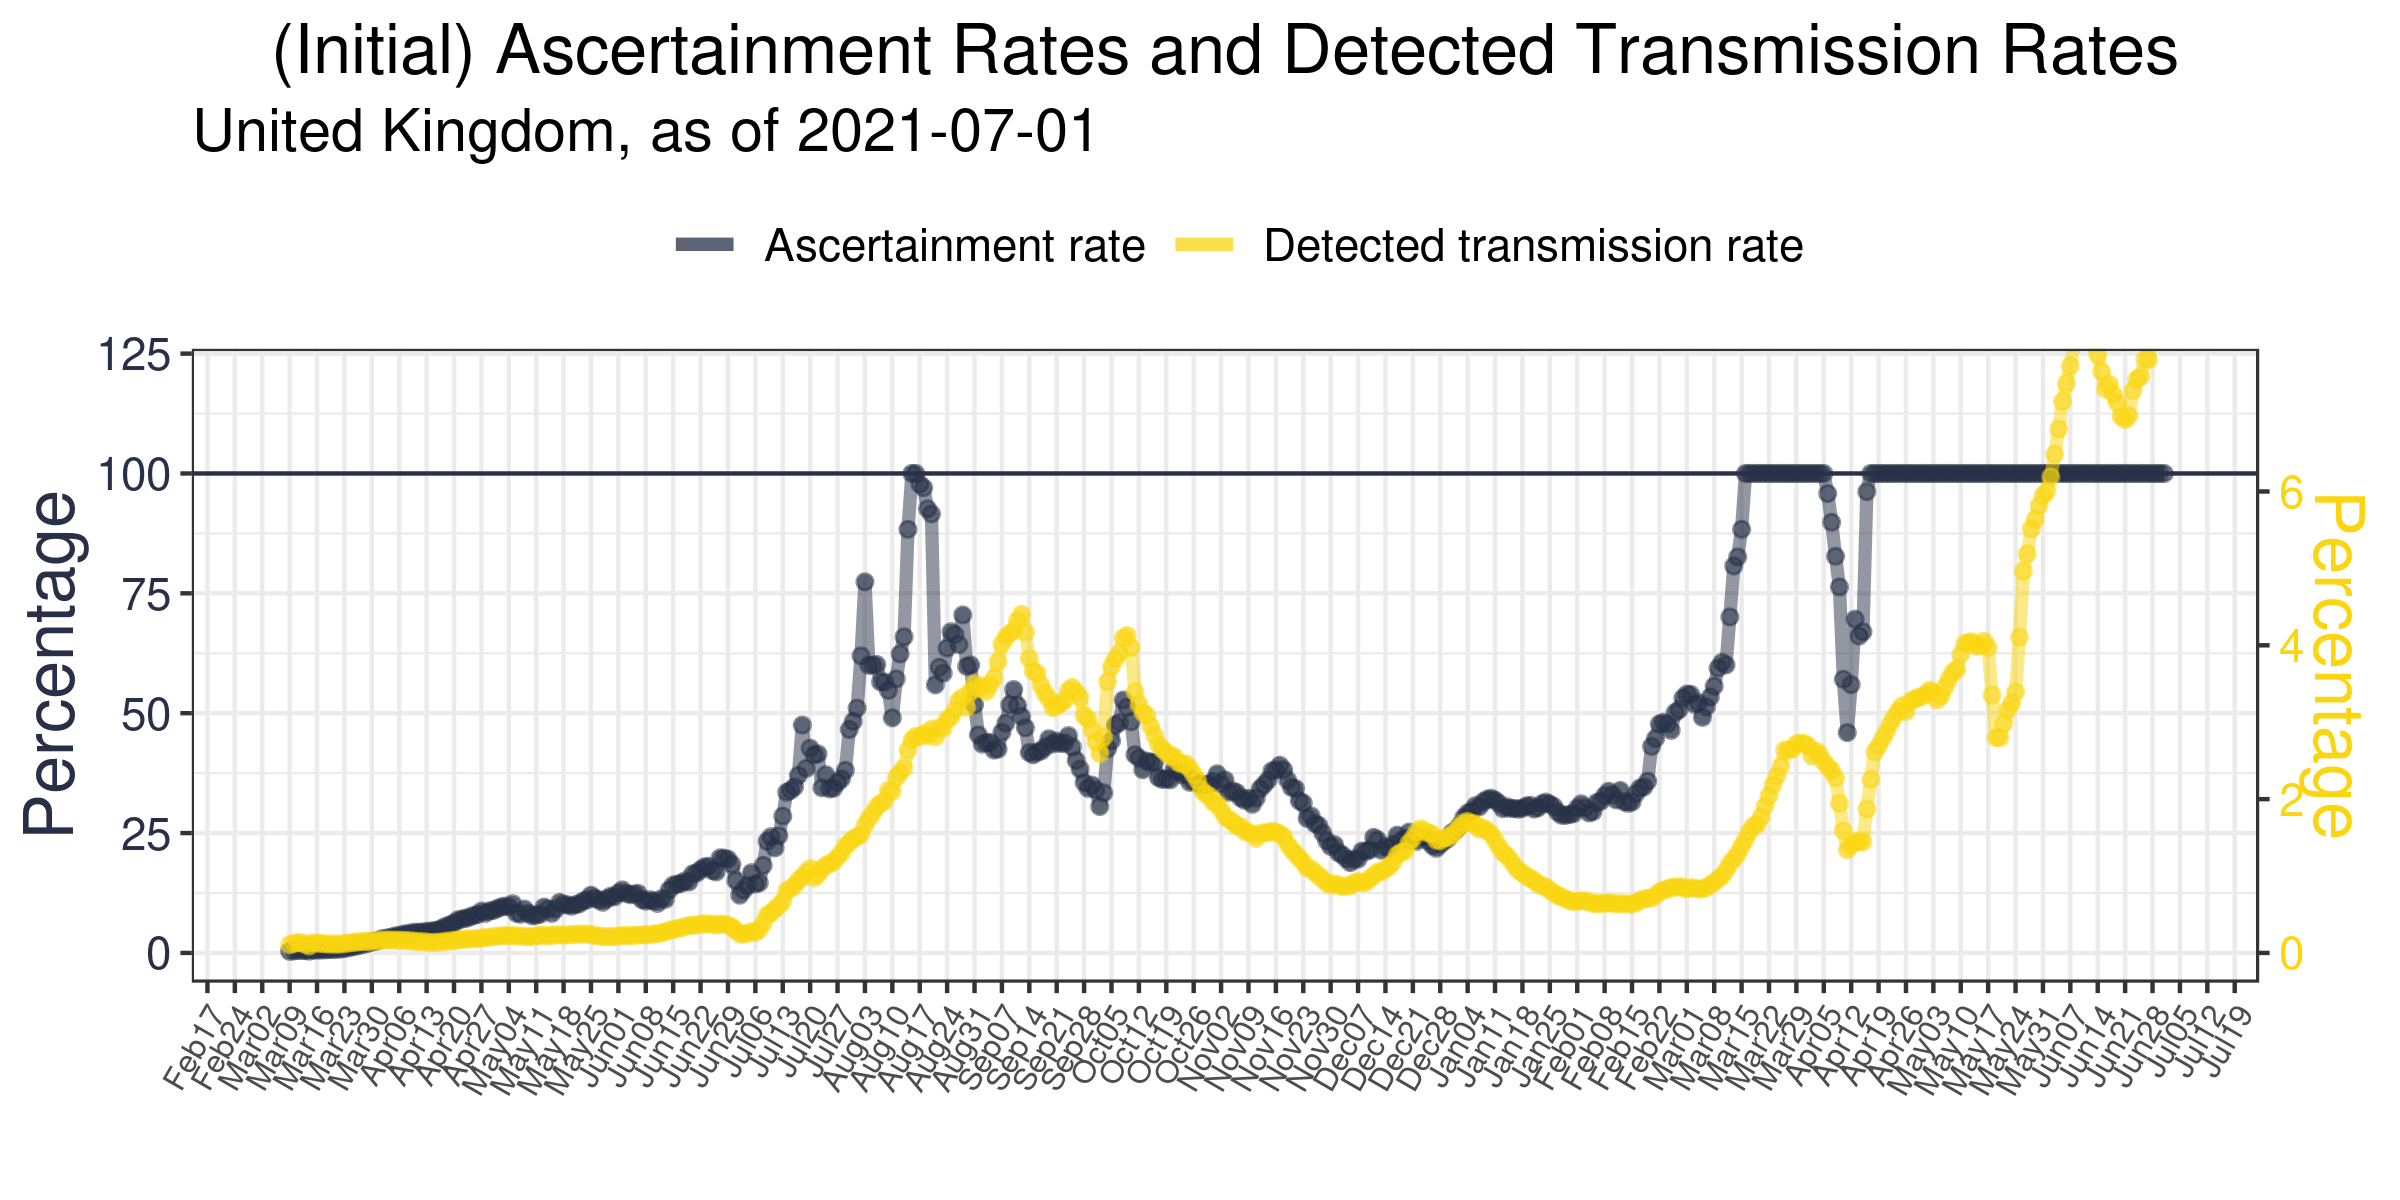 (Initial) Ascertainment Rates and Detected Transmission Rates
United Kingdom, as of 2021-07-01
Ascertainment rate
Detected transmission rate
Percentage
125
100
75
50
25
0
6
4
2
0
Percentage
Feb17
Feb24
Mar02
Mar09
Mar16
Mar23
Mar30
Apr06
Apr13
Apr20
Apr27
May04
May11
May18
May25
Jun01
Jun08
Jun15
Jun22
Jun29
Jul06
Jul13
Jul20
Jul27
Aug03
Aug10
Aug17
Aug24
Aug31
Sep07
Sep14
Sep21
Sep28
Oct05
Oct12
Oct19
Oct26
Nov02
Nov09
Nov16
Nov23
Nov30
Dec07
Dec14
Dec21
Dec28
Jan04
Jan11
Jan18
Jan25
Feb01
Feb08
Feb15
Feb22
Mar01
Mar08
Mar15
Mar22
Mar29
Apr05
Apr12
Apr19
Apr26
May03
May10
May17
May24
May31
Jun07
Jun14
Jun21
Jun28
Jul05
Jul12
Jul19